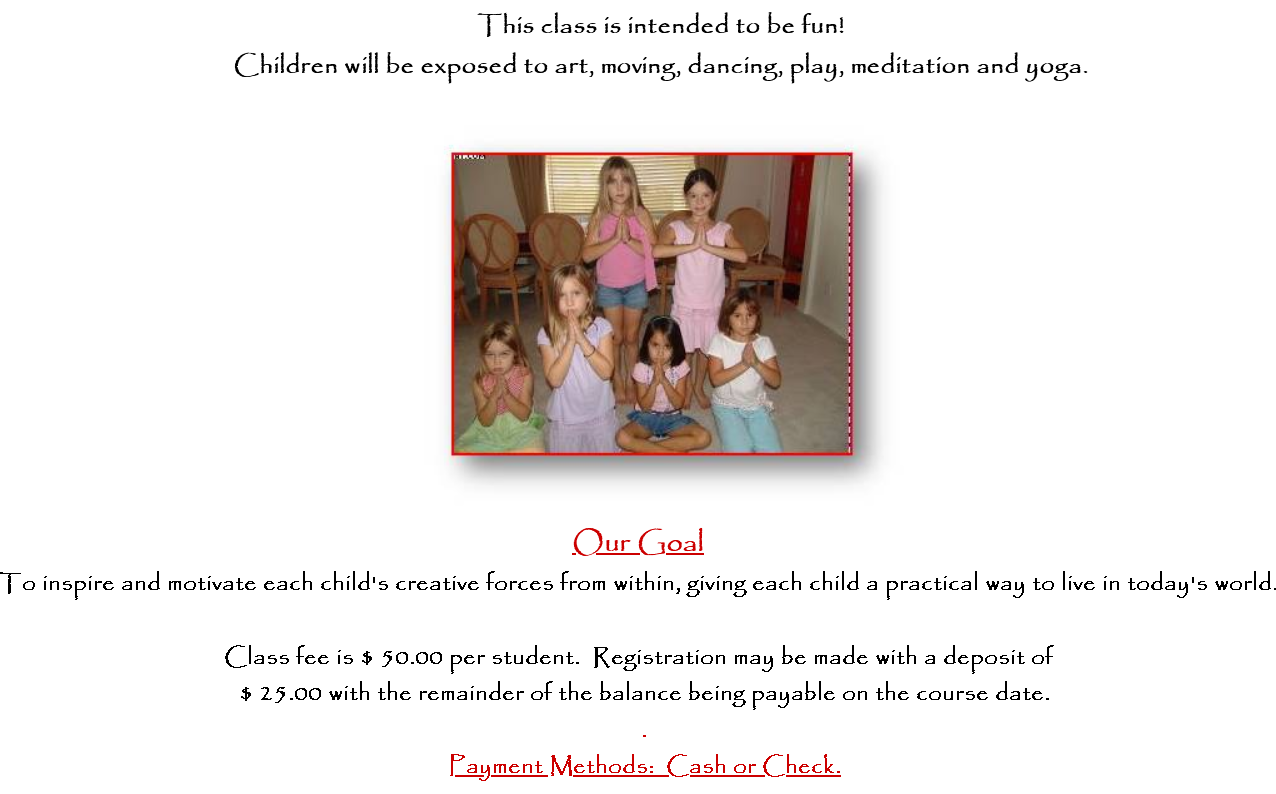 This class is intended to be fun!
Children will be exposed to art, moving, dancing, play, meditation and yoga.
Our Goal
To inspire and motivate each child's creative forces from within, giving each child a practical way to live in today's world.
Class fee is $ 50.00 per student.  Registration may be made with a deposit of
$ 25.00 with the remainder of the balance being payable on the course date.
.
Payment Methods:  Cash or Check.